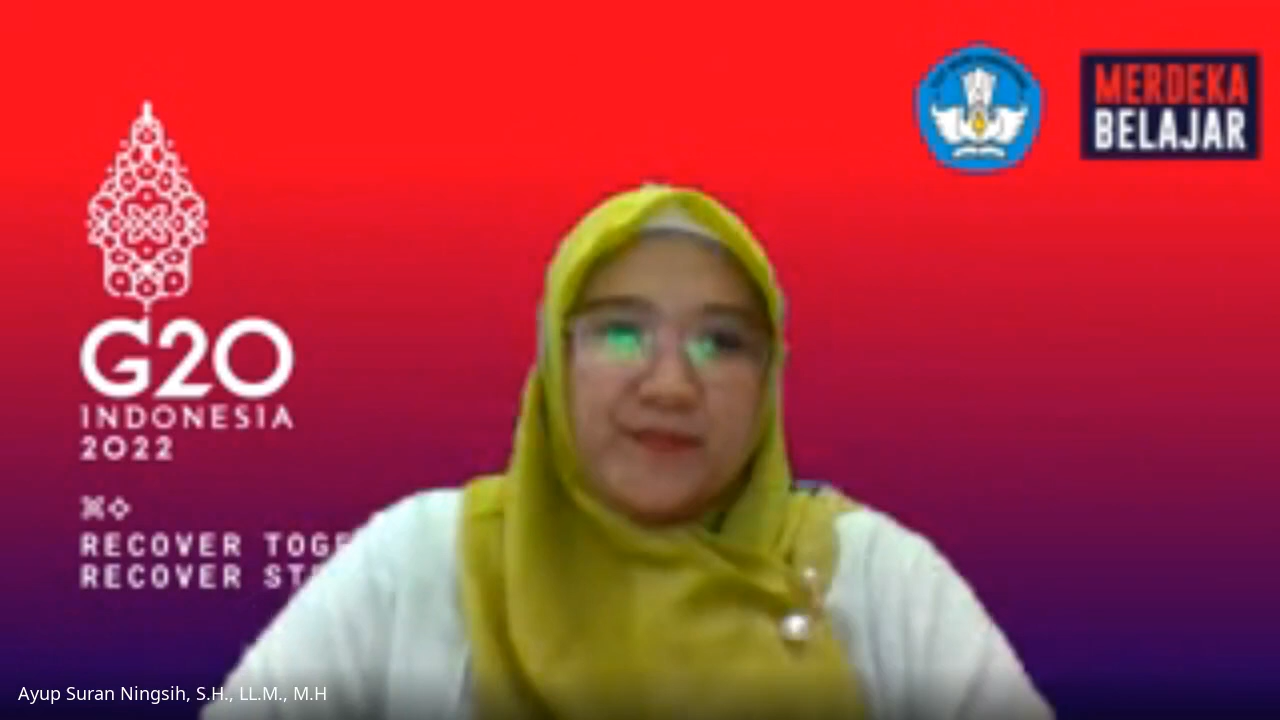 MERDEKA
BELAJAR
G20
INDONESIA
2022
RECOVER TOGE
RECOVER ST
Ayup Suran Ningsih, S.H., LL.M., M.H